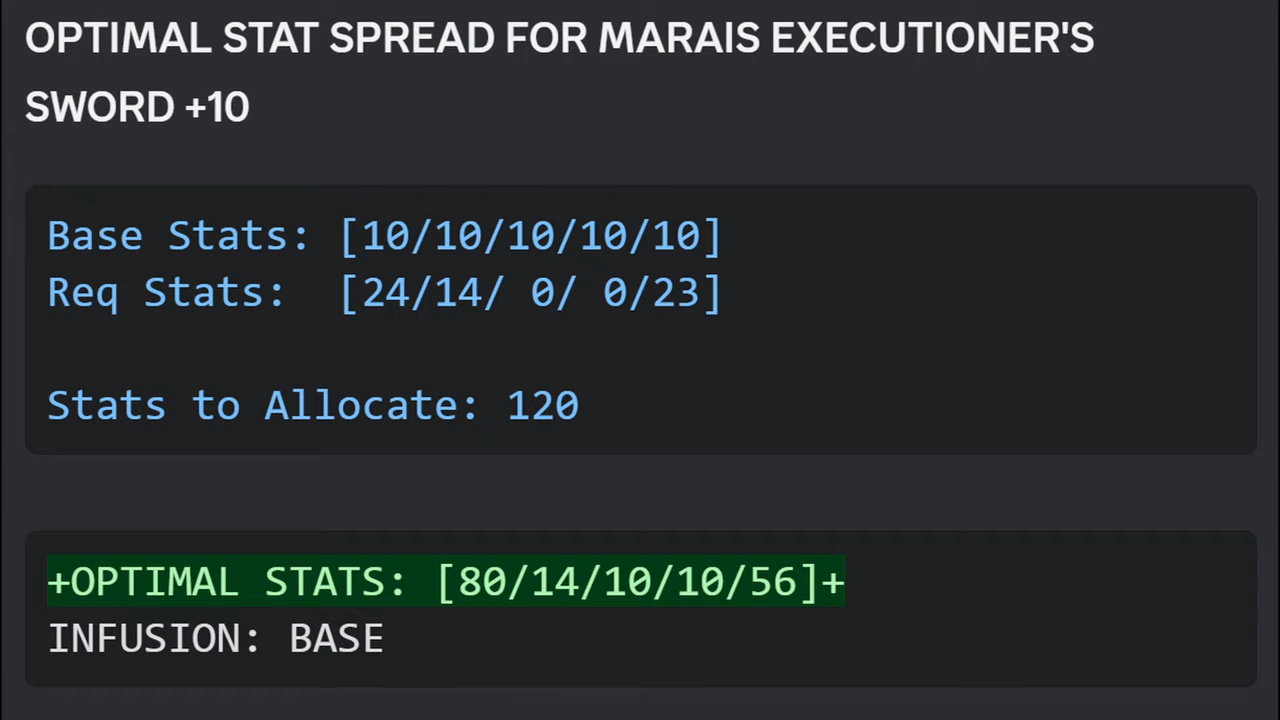 OPTIMAL STAT SPREAD FOR MARAIS EXECUTIONER'S
SWORD +10
Base Stats: [10/10/10/10/10]
Req Stats:  [24/14/ 0/ 0/23]
Stats to Allocate: 120
+OPTIMAL STATS: [80/14/10/10/56]+
INFUSION: BASE